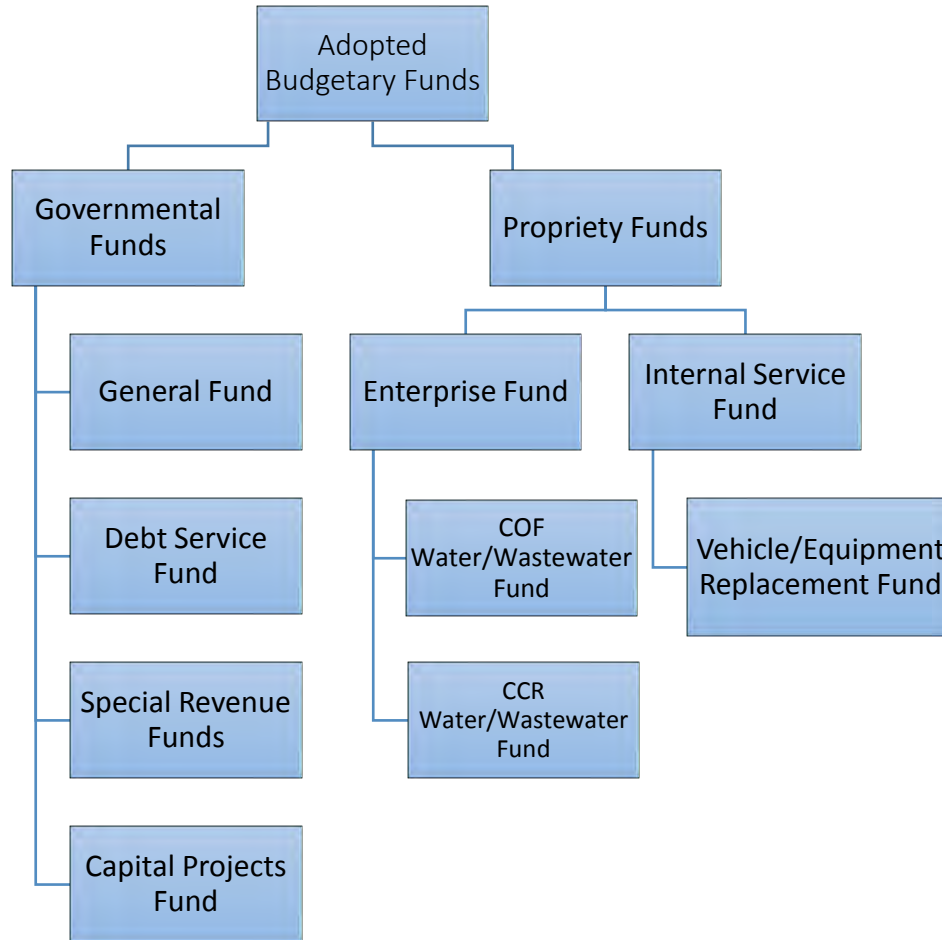 Adopted
Budgetary Funds
Governmental
Funds
Propriety Funds
General Fund
Enterprise Fund
Internal Service
Fund
Debt Service
Fund
COF
Water/Wastewater
Fund
Vehicle/Equipment
Replacement Fund
Special Revenue
Funds
CCR
Water/Wastewater
Fund
Capital Projects
Fund